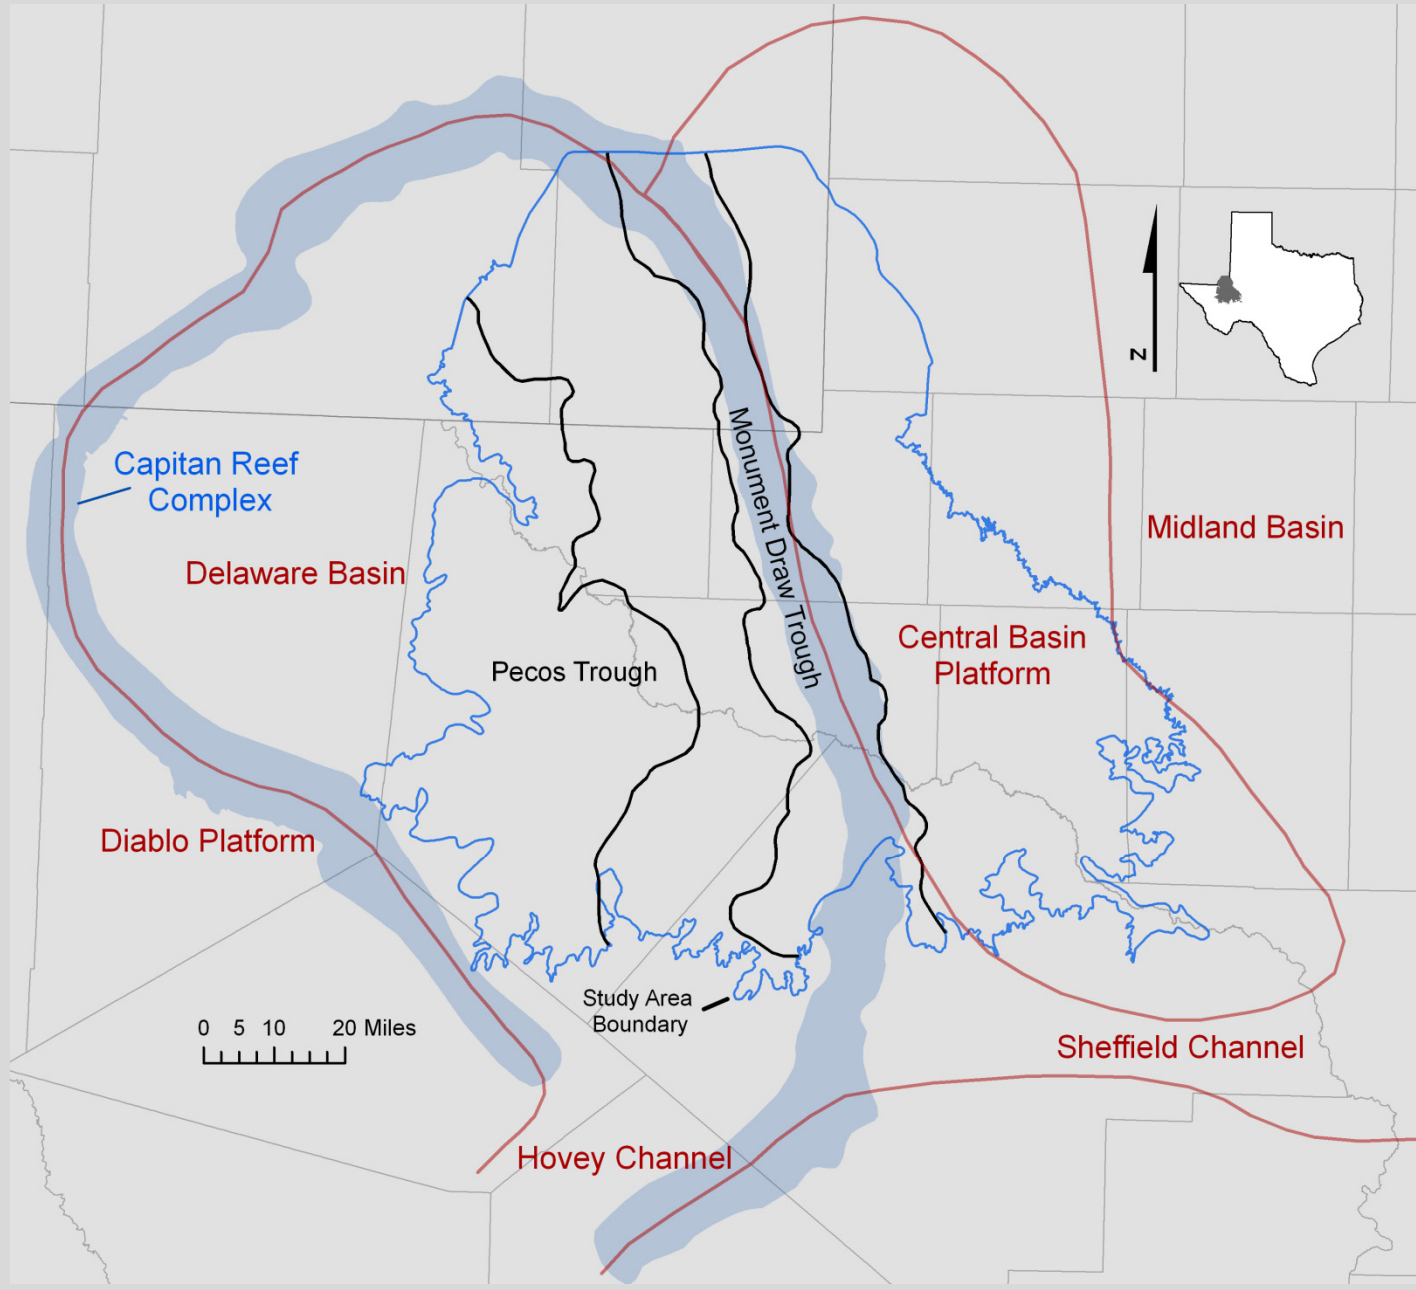 Capitan Reef
Complex
Delaware Basin
Monument Draw Trough
Midland Basin
Central Basin
Platform
Pecos Trough
Diablo Platform
Study Area
Boundary
0 5 10 20 Miles
Sheffield Channel
Hovey Channel
N